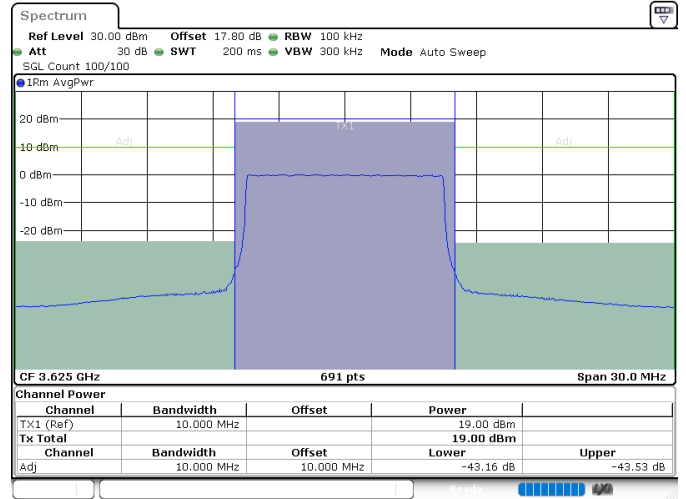 Spectrum
Ref Level 30.00 dBm Offset 17.80 dB RBW 100 kHz
Att 30 dB SWT 200 ms VBW 300 kHz Mode Auto Sweep
SGL Count 100/100
1Rm AvgPwr
20 dBm
TX1
Adj Adj
10 dBm
0 dBm
-10 dBm
-20 dBm
CF 3.625 GHz 691 pts Span 30.0 MHz
Channel Power
Channel Bandwidth Offset Power
TX1 (Ref) 10.000 MHz 19.00 dBm
Tx Total 19.00 dBm
Channel Bandwidth Offset Lower Upper
Adj 10.000 MHz 10.000 MHz -43.16 dB -43.53 dB
Ready